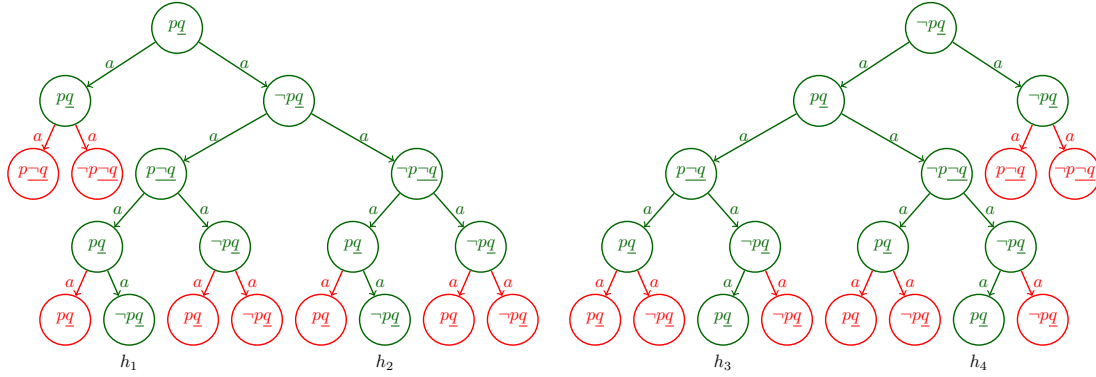 pq ¬pq
a a a a
pq ¬pq pq ¬pq
a a a a a a a a
p¬q ¬p¬q p¬q ¬p¬q p¬q ¬p¬q p¬q ¬p¬q
a a a a a a a a
pq ¬pq pq ¬pq pq ¬pq pq ¬pq
a a a a a a a a a a a a a a a a
pq ¬pq pq ¬pq pq ¬pq pq ¬pq pq ¬pq pq ¬pq pq ¬pq pq ¬pq
h₁ h₂ h₃ h₄